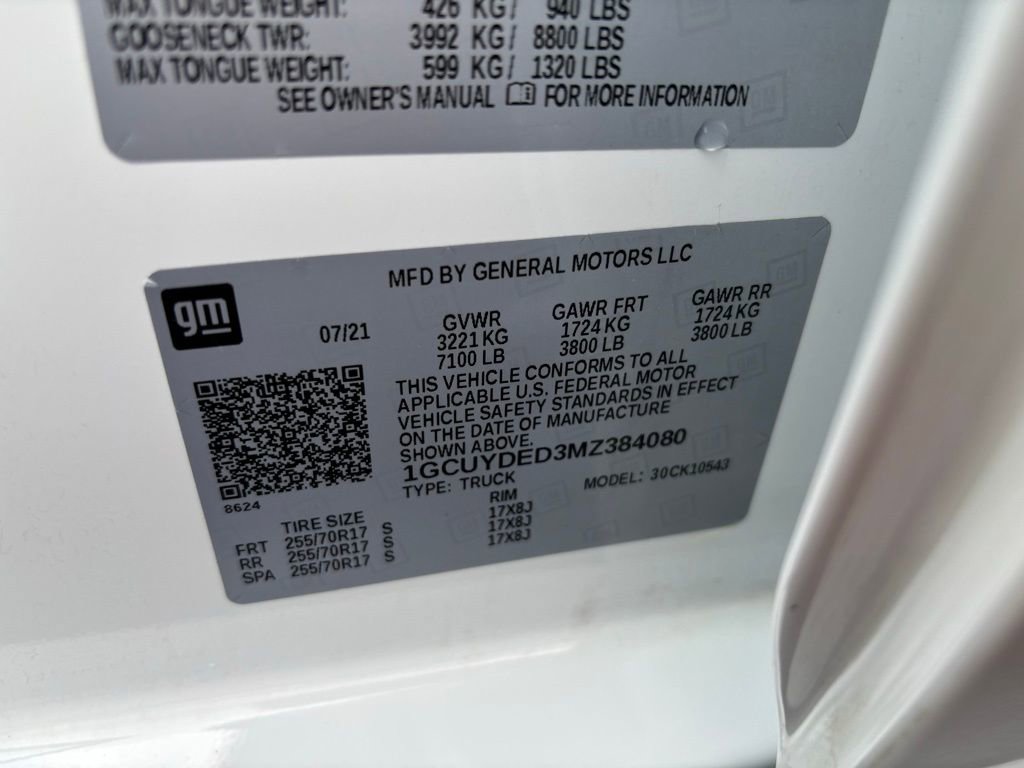 MAX TONGUE WEIGHT: 426 KG/ 940 LBS
GOOSENECK TWR: 3992 KG/ 8800 LBS
MAX TONGUE WEIGHT: 599 KG/ 1320 LBS
SEE OWNER'S MANUAL FOR MORE INFORMATION
gm
MFD BY GENERAL MOTORS LLC
07/21
GVWR GAWR FRT GAWR RR
3221 KG 1724 KG 1724 KG
7100 LB 3800 LB 3800 LB
THIS VEHICLE CONFORMS TO ALL
APPLICABLE U.S. FEDERAL MOTOR
VEHICLE SAFETY STANDARDS IN EFFECT
ON THE DATE OF MANUFACTURE
SHOWN ABOVE.
1GCUYDED3MZ384080
TYPE: TRUCK MODEL: 30CK10543
8624
TIRE SIZE RIM
FRT 255/70R17 S 17X8J
RR 255/70R17 S 17X8J
SPA 255/70R17 S 17X8J